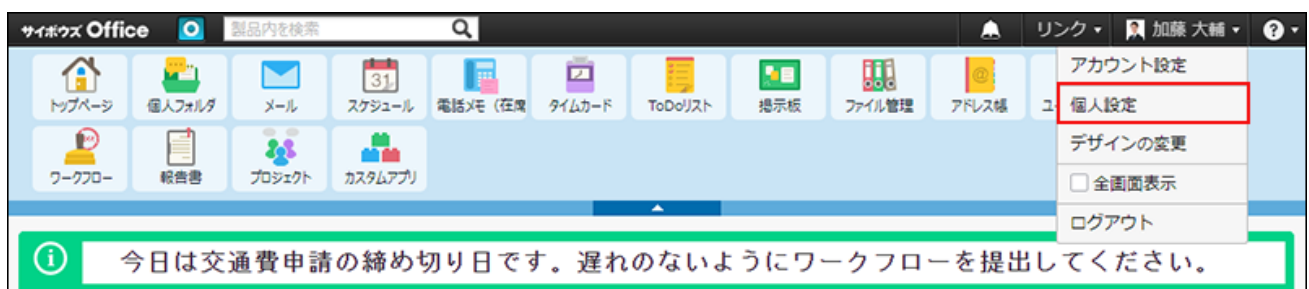 サイボウズ Office 製品内を検索 リンク 加藤 大輔 ?
トップページ 個人フォルダ メール スケジュール 電話メモ（在席 タイムカード ToDoリスト 掲示板 ファイル管理 アドレス帳 ユ
31
ワークフロー 報告書 プロジェクト カスタムアプリ
アカウント設定
個人設定
デザインの変更
全画面表示
ログアウト
今日は交通費申請の締め切り日です。遅れのないようにワークフローを提出してください。